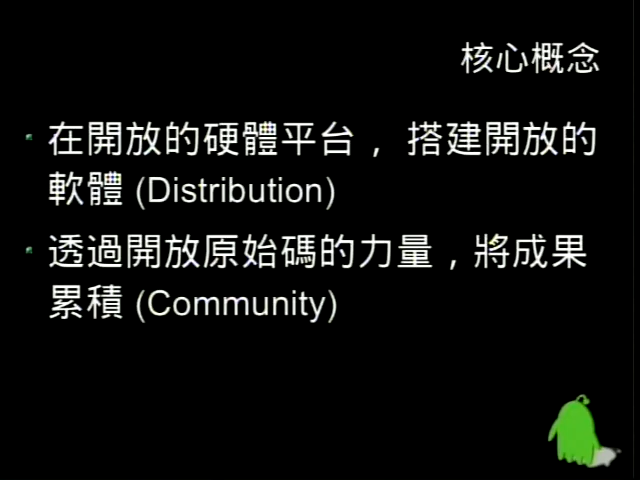 核心概念
在開放的硬體平台， 搭建開放的
軟體 (Distribution)
透過開放原始碼的力量，將成果
累積 (Community)